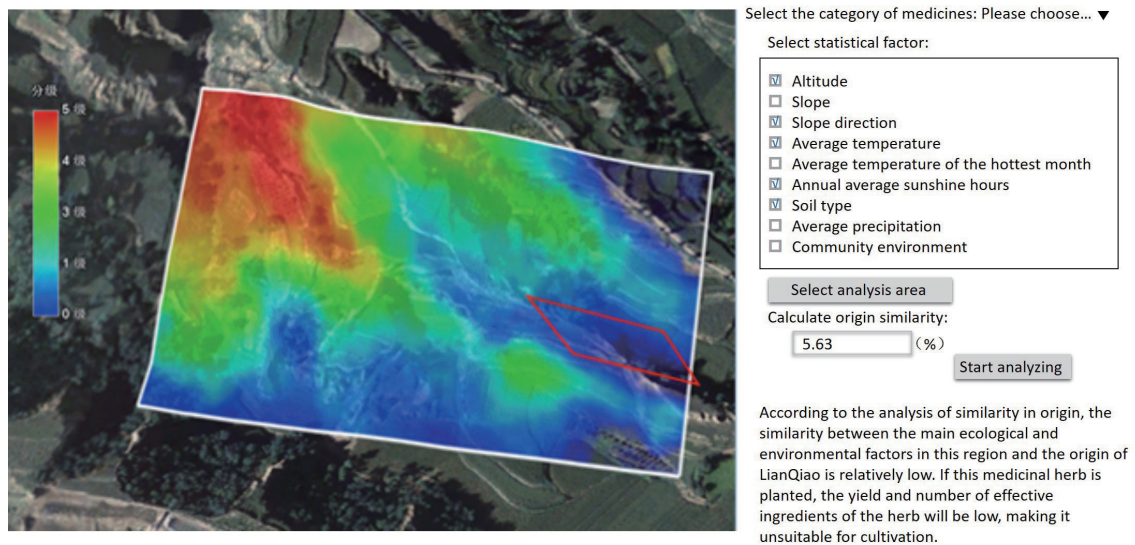 Select the category of medicines: Please choose... ▼
Select statistical factor:
Altitude
Slope
Slope direction
Average temperature
Average temperature of the hottest month
Annual average sunshine hours
Soil type
Average precipitation
Community environment
Select analysis area
Calculate origin similarity:
5.63 (%)
Start analyzing
According to the analysis of similarity in origin, the
similarity between the main ecological and
environmental factors in this region and the origin of
LianQiao is relatively low. If this medicinal herb is
planted, the yield and number of effective
ingredients of the herb will be low, making it
unsuitable for cultivation.
分级
5 级
4 级
3 级
1 级
0 级